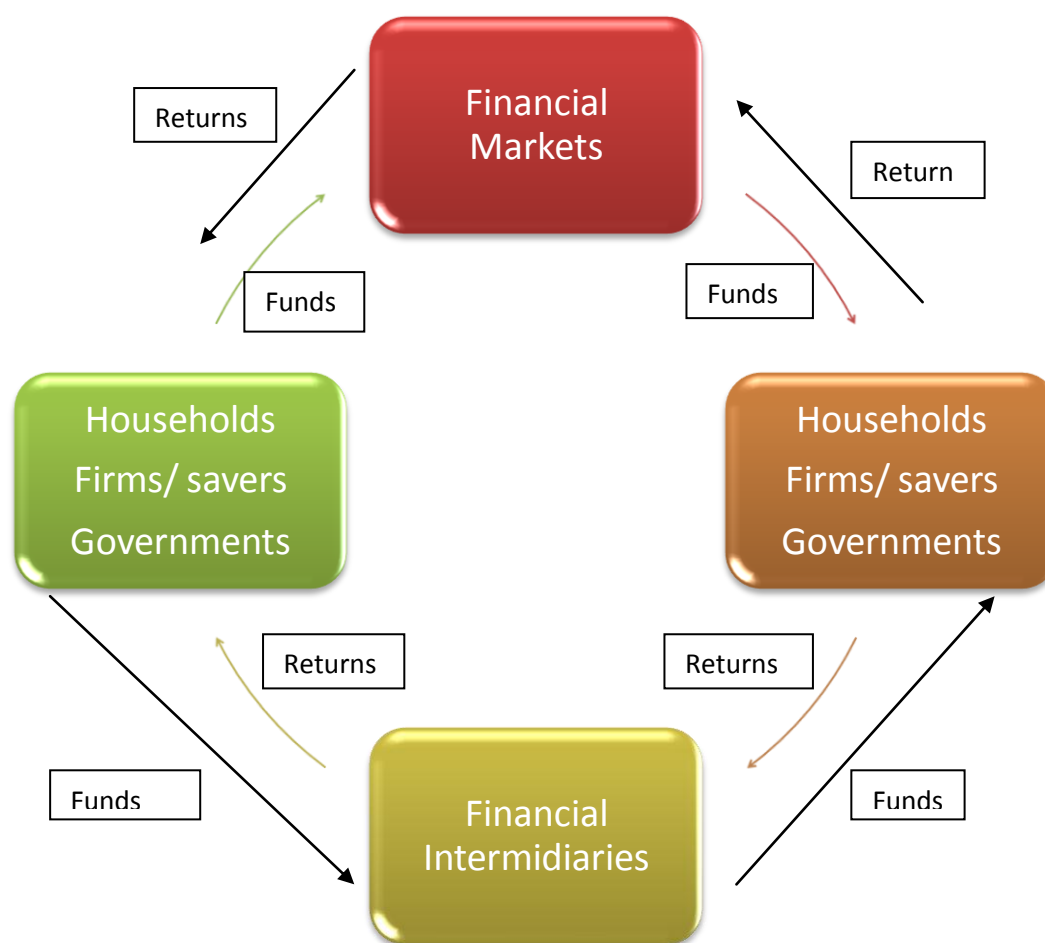 Financial
Markets
Returns
Return
Funds
Funds
Households
Firms/ savers
Governments
Households
Firms/ savers
Governments
Returns
Returns
Funds
Funds
Financial
Intermidiaries